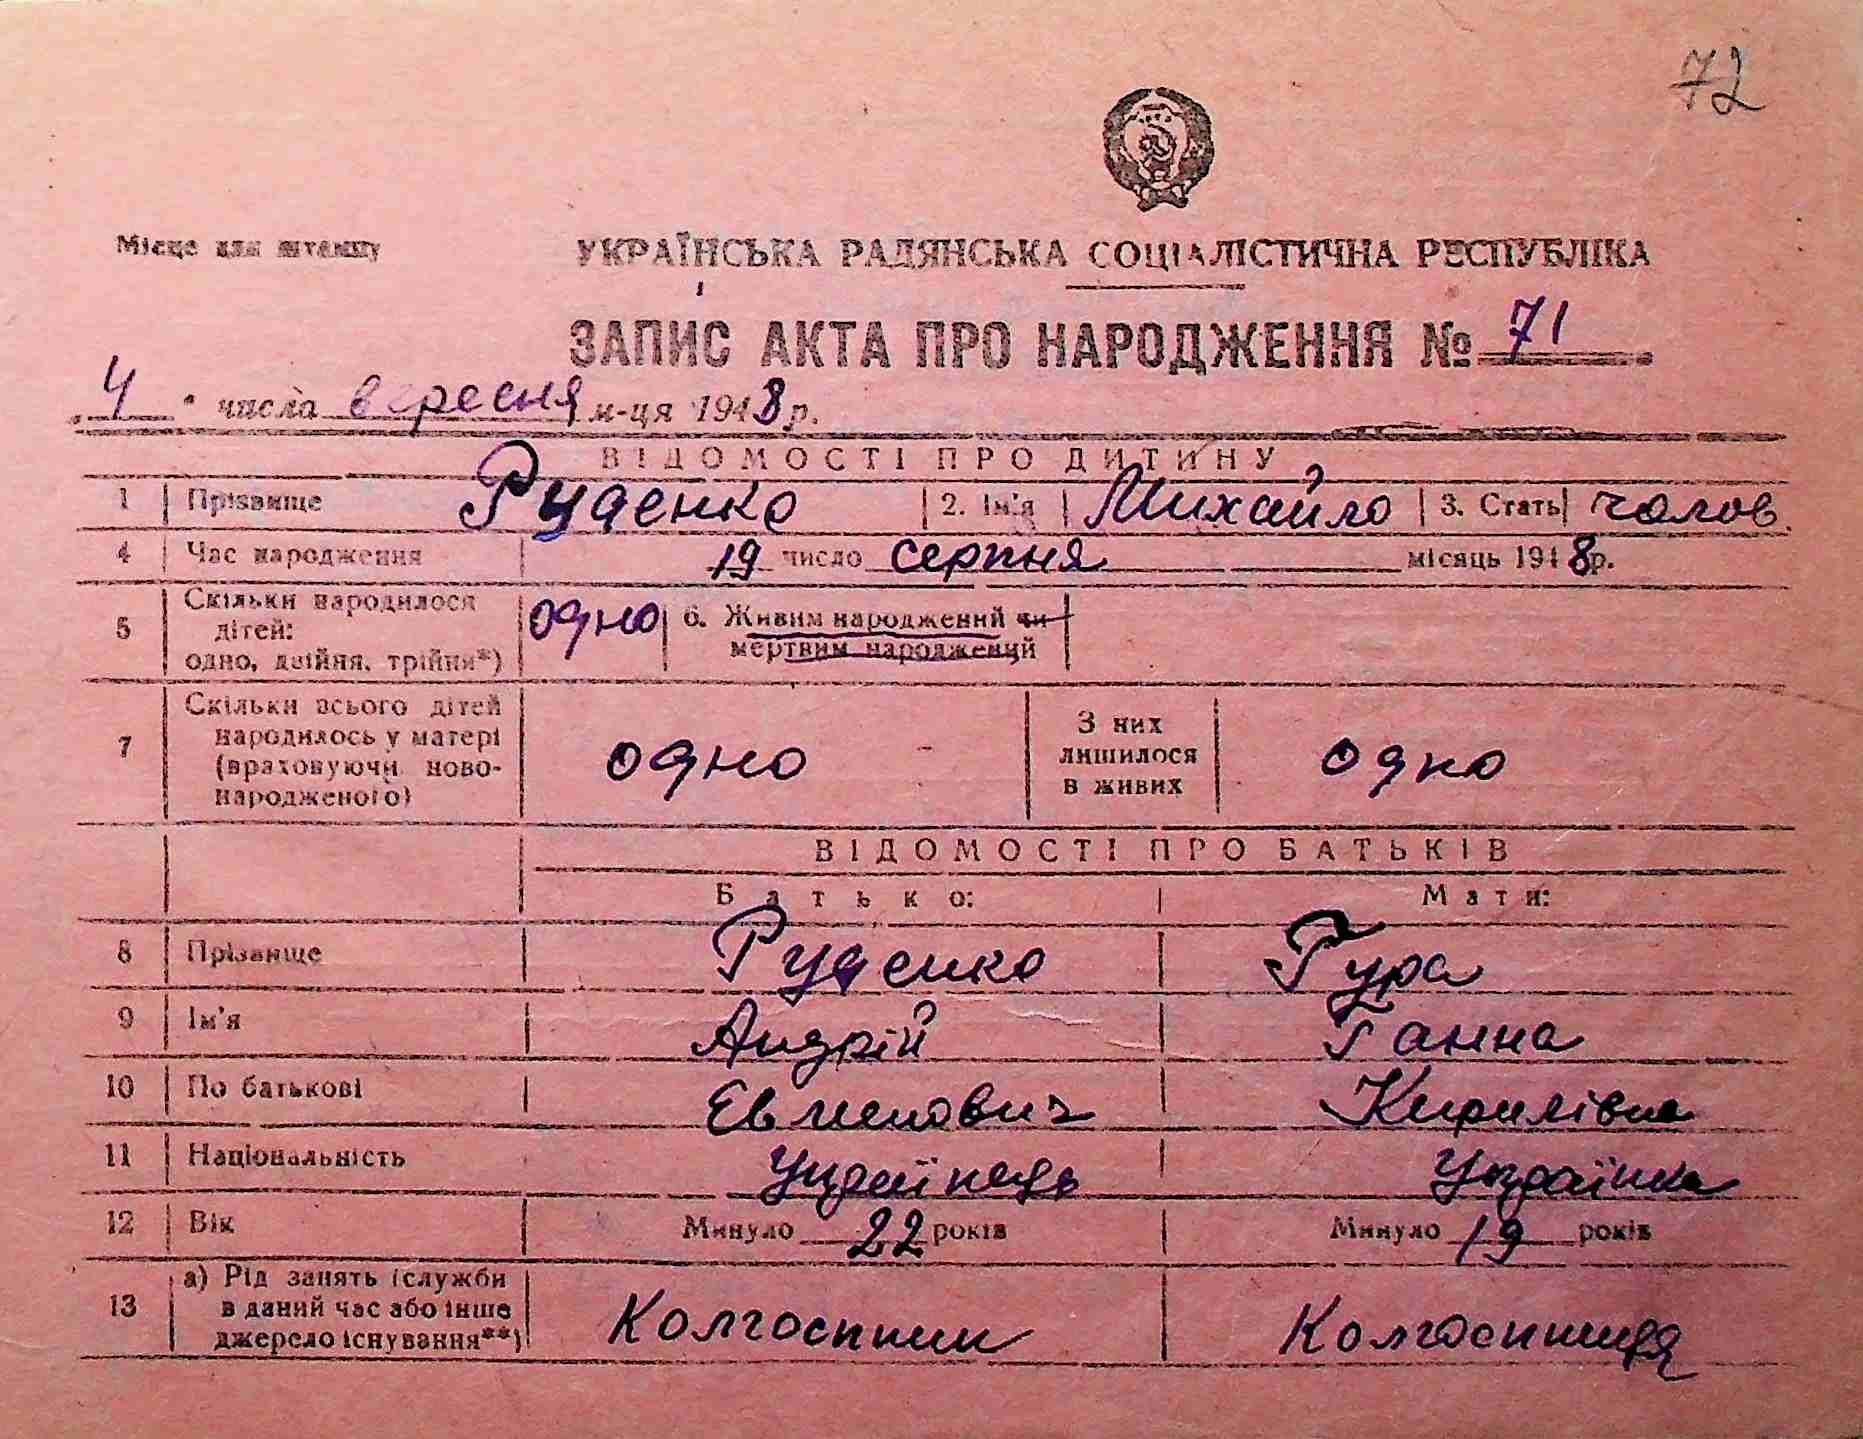 72
Місце для штампу
УКРАЇНСЬКА РАДЯНСЬКА СОЦІАЛІСТИЧНА РЕСПУБЛІКА
ЗАПИС АКТА ПРО НАРОДЖЕННЯ № 71
„4" числа вересня м-ця 1948 р.
ВІДОМОСТІ ПРО ДИТИНУ
1 Прізвище Руденко 2. Ім'я Михайло 3. Стать чолов.
4 Час народження 19 число серпня місяць 1948 р.
5 Скільки народилося дітей: одно, двійня, трійня*) одно 6. Живим народжений чи мертвим народжений
7 Скільки всього дітей народилось у матері (враховуючи новонародженого) одно З них лишилося в живих одно
ВІДОМОСТІ ПРО БАТЬКІВ
Батько: Мати:
8 Прізвище Руденко Гура
9 Ім'я Андрій Ганна
10 По батькові Евменович Кирилівна
11 Національність Українець Українка
12 Вік Минуло 22 років Минуло 19 років
13 а) Рід занять (служби в даний час або інше джерело існування**) Колгоспник Колгоспниця